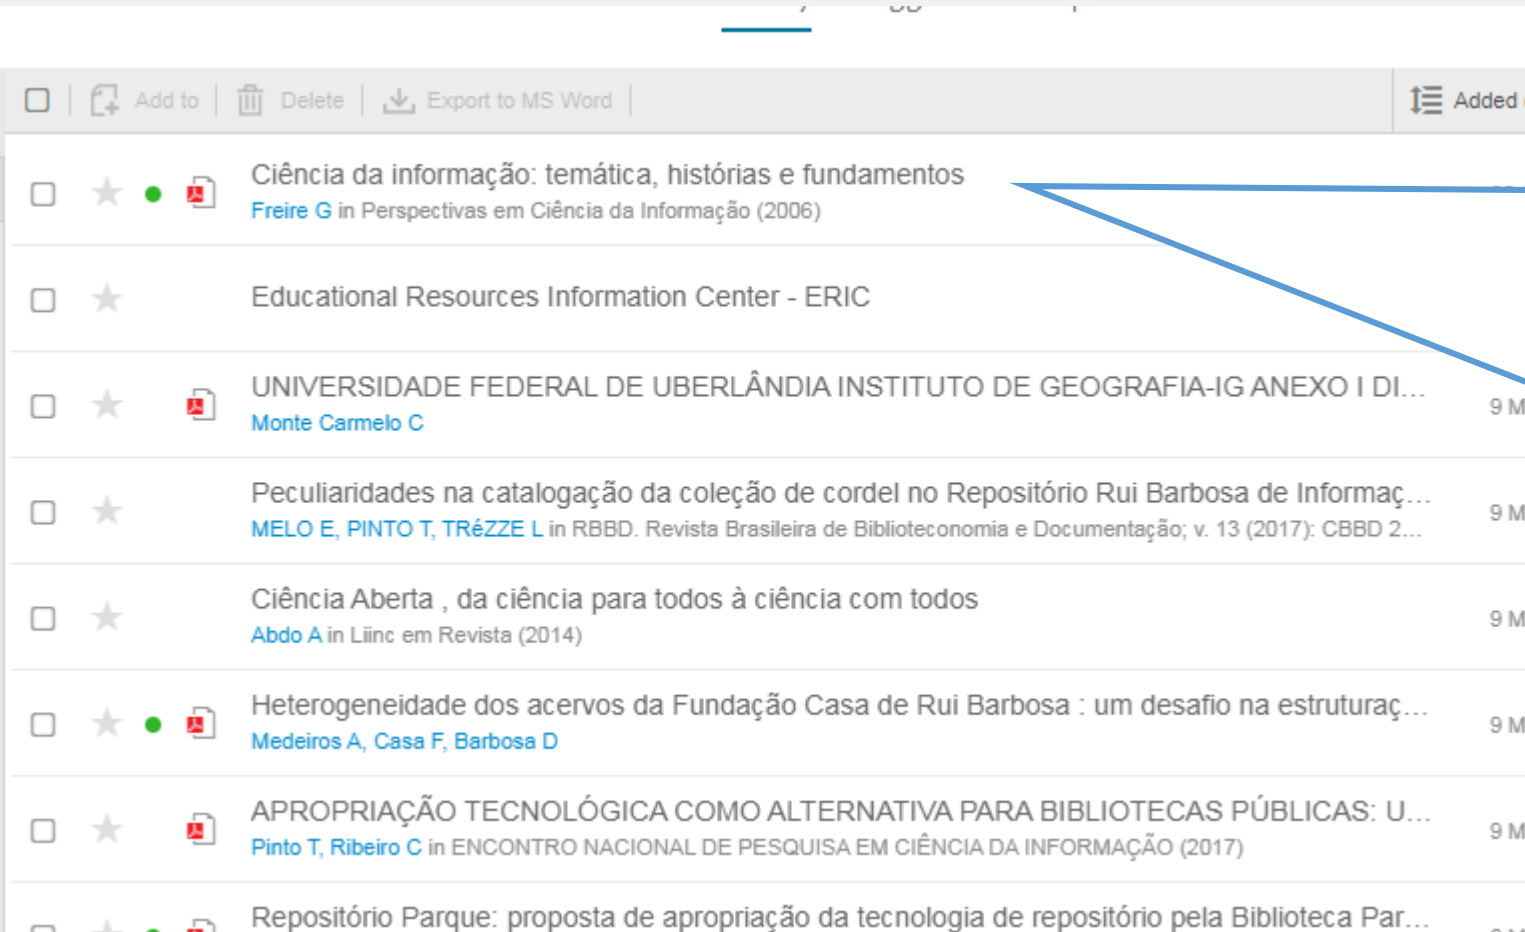 Add to Delete Export to MS Word Added
Ciência da informação: temática, histórias e fundamentos
Freire G in Perspectivas em Ciência da Informação (2006)
Educational Resources Information Center - ERIC
UNIVERSIDADE FEDERAL DE UBERLÂNDIA INSTITUTO DE GEOGRAFIA-IG ANEXO I DI...
Monte Carmelo C
9 M
Peculiaridades na catalogação da coleção de cordel no Repositório Rui Barbosa de Informaç...
MELO E, PINTO T, TRéZZE L in RBBD. Revista Brasileira de Biblioteconomia e Documentação; v. 13 (2017): CBBD 2...
9 M
Ciência Aberta , da ciência para todos à ciência com todos
Abdo A in Liinc em Revista (2014)
9 M
Heterogeneidade dos acervos da Fundação Casa de Rui Barbosa : um desafio na estruturaç...
Medeiros A, Casa F, Barbosa D
9 M
APROPRIAÇÃO TECNOLÓGICA COMO ALTERNATIVA PARA BIBLIOTECAS PÚBLICAS: U...
Pinto T, Ribeiro C in ENCONTRO NACIONAL DE PESQUISA EM CIÊNCIA DA INFORMAÇÃO (2017)
9 M
Repositório Parque: proposta de apropriação da tecnologia de repositório pela Biblioteca Par...